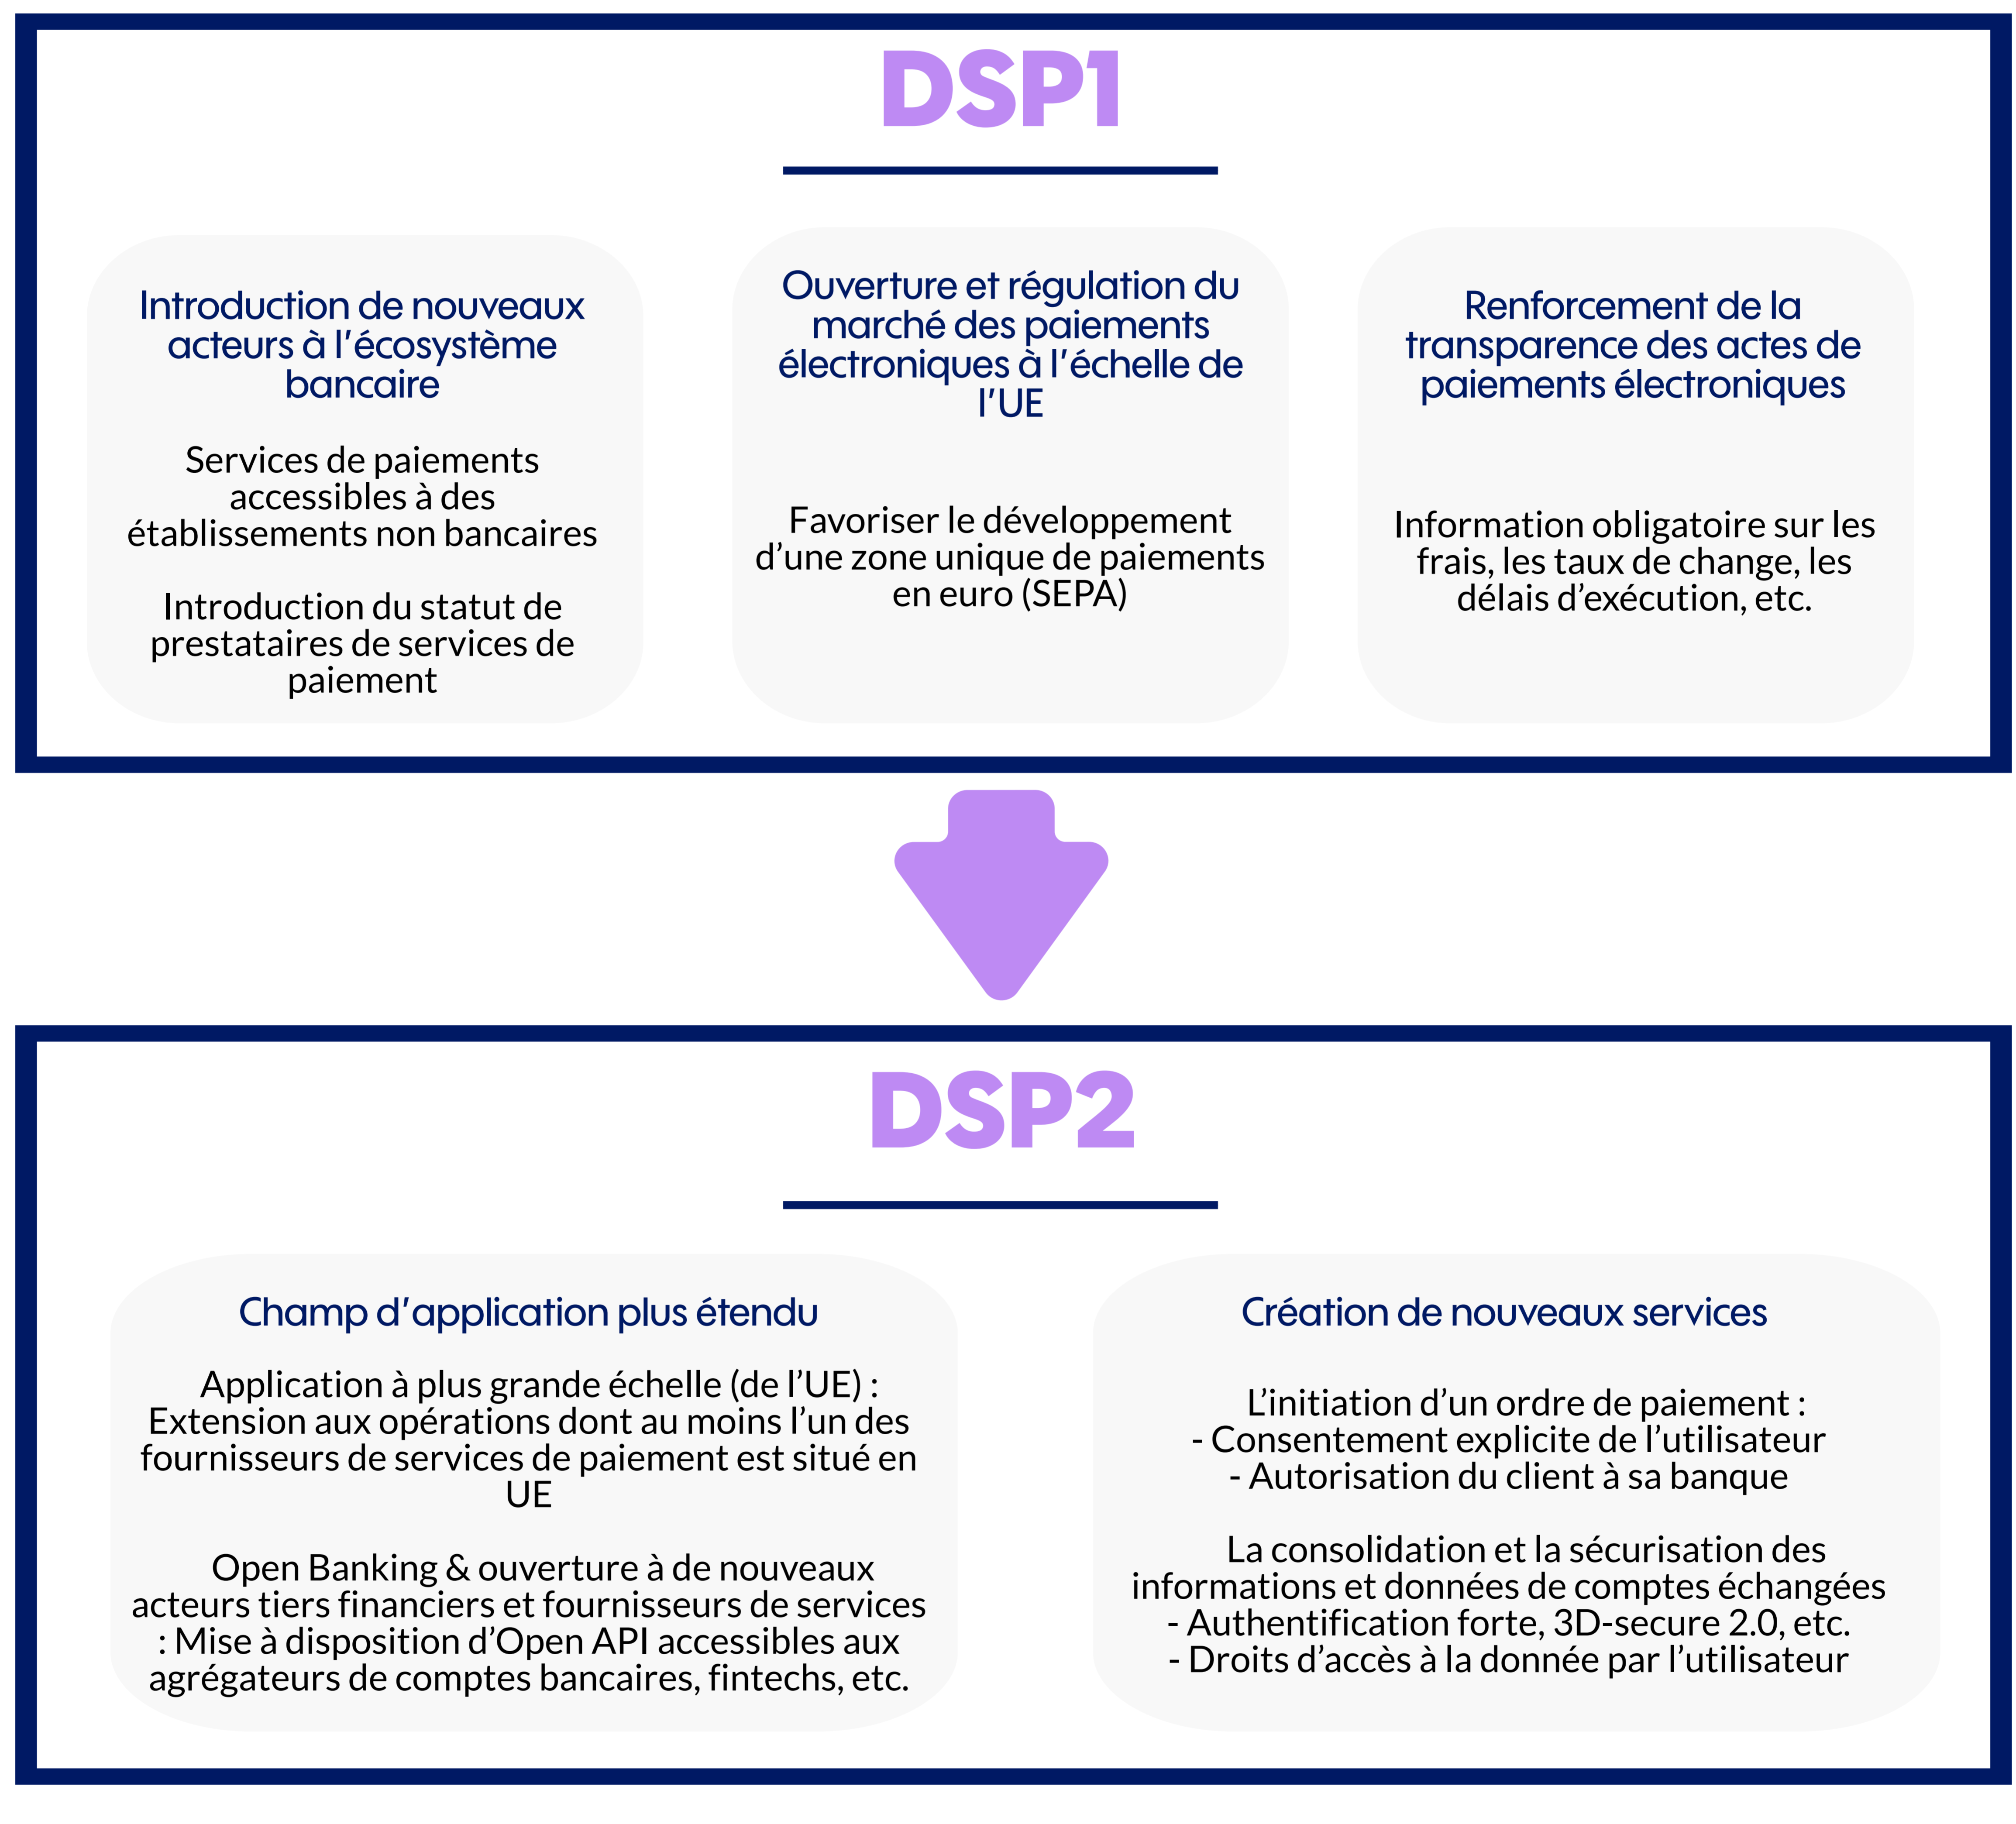 DSP1
Introduction de nouveaux
acteurs à l'écosystème
bancaire
Services de paiements
accessibles à des
établissements non bancaires
Introduction du statut de
prestataires de services de
paiement
Ouverture et régulation du
marché des paiements
électroniques à l'échelle de
l'UE
Favoriser le développement
d’une zone unique de paiements
en euro (SEPA)
Renforcement de la
transparence des actes de
paiements électroniques
Information obligatoire sur les
frais, les taux de change, les
délais d’exécution, etc.
DSP2
Champ d'application plus étendu
Application à plus grande échelle (de l’UE) :
Extension aux opérations dont au moins l’un des
fournisseurs de services de paiement est situé en
UE
Open Banking & ouverture à de nouveaux
acteurs tiers financiers et fournisseurs de services
: Mise à disposition d’Open API accessibles aux
agrégateurs de comptes bancaires, fintechs, etc.
Création de nouveaux services
L’initiation d’un ordre de paiement :
- Consentement explicite de l’utilisateur
- Autorisation du client à sa banque
La consolidation et la sécurisation des
informations et données de comptes échangées
- Authentification forte, 3D-secure 2.0, etc.
- Droits d’accès à la donnée par l’utilisateur